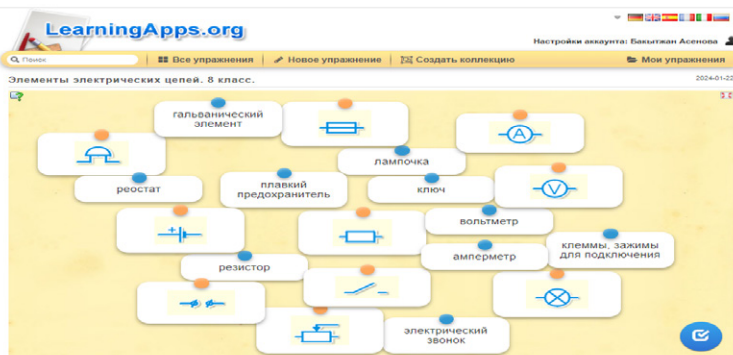 LearningApps.org
Настройки аккаунта: Бакытжан Асенова
Поиск
Все упражнения
Новое упражнение
Создать коллекцию
Мои упражнения
Элементы электрических цепей. 8 класс.
2024-01-22
гальванический
элемент
A
лампочка
реостат
плавкий
предохранитель
ключ
V
вольтметр
клеммы, зажимы
для подключения
амперметр
резистор
электрический
звонок